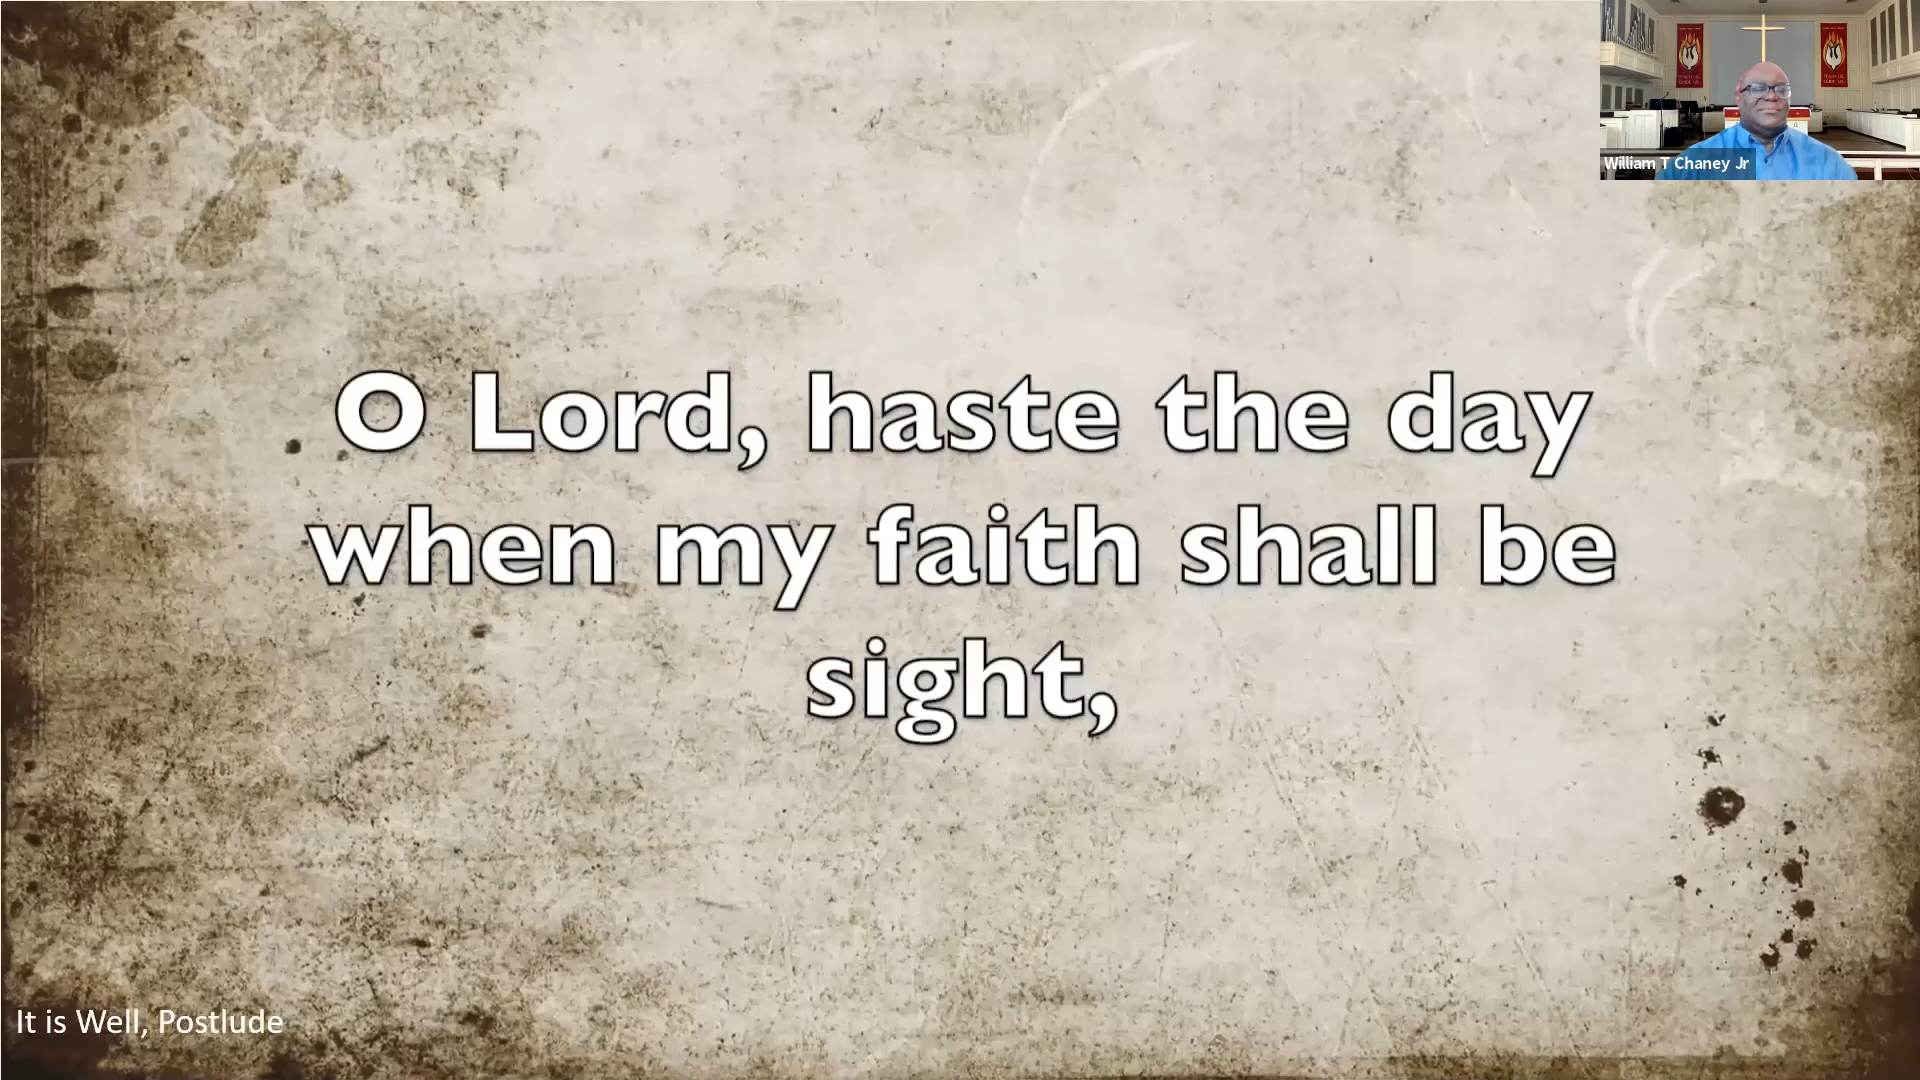 William T Chaney Jr
O Lord, haste the day
when my faith shall be
sight,
It is Well, Postlude